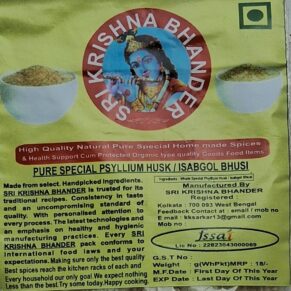 SRI KRISHNA BHANDER
High Quality Natural Pure Special Home made Spices
& Health Support Cum Protected Organic type quality Goods Food Items
PURE SPECIAL PSYLLIUM HUSK / ISABGOL BHUSI
Made from select. Handpicked ingredients.
SRI KRISHNA BHANDER is trusted for its
traditional recipes. Consistency in taste
and an uncompromising standard of
quality. With personalised attention to
every process. The latest technologies and
an emphasis on healthy and hygienic
manufacturing practices. Every SRI
KRISHNA BHANDER pack conforms to
international food laws and your
expectations. Making sure only the best quality
Best spices reach the kitchen racks of each and
Every household our only goal. We expect nothing
Less than the best. Try some today. Happy cooking
Manufactured By
SRI KRISHNA BHANDER
Registered
Kolkata : 700 093 West Bengal
Feedback Contact at : email / mob no
email : kksarkar13@gmail.com
mob no
fssai
Lic No : 22823043000069
G.S.T No :
Weight : g(WhPkt)MRP : 18/-
M.F.Date : First Day Of This Year
EXP Date : Last Day Of This Year